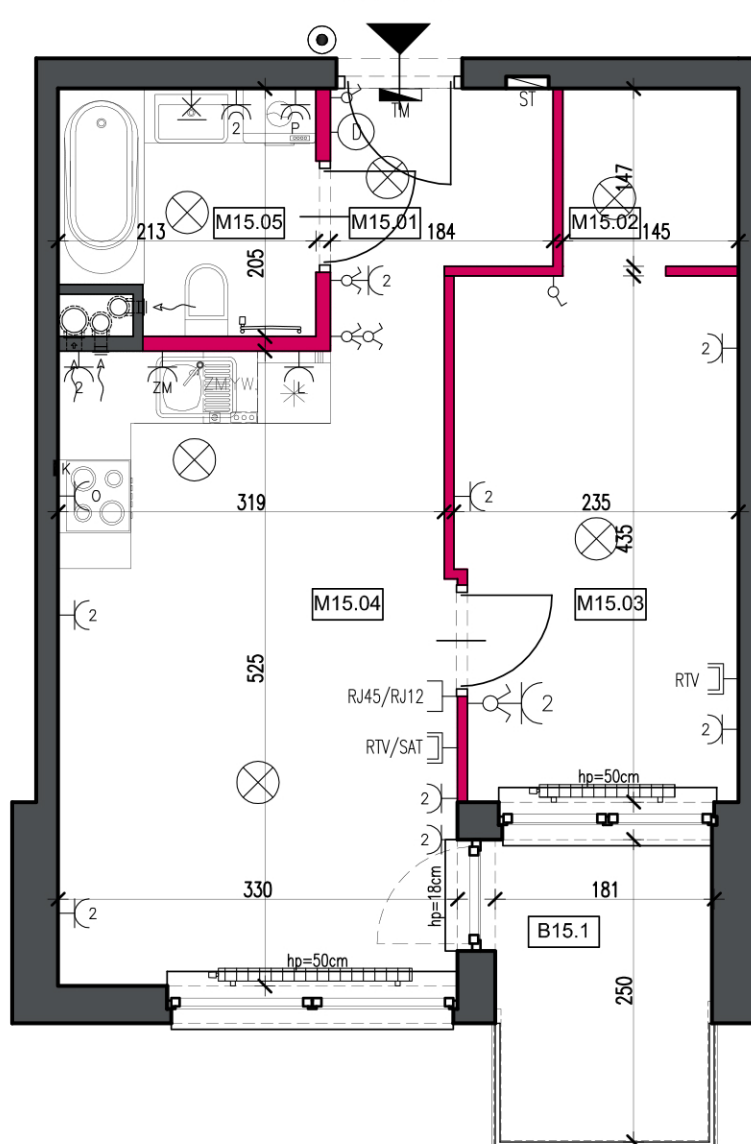 TM
ST
2
P
D
147
M15.05
M15.01
M15.02
213
184
145
205
2
2
ZM
ZMYW.
L
2
K
O
2
319
235
435
M15.04
M15.03
2
525
RJ45/RJ12
2
RTV
RTV/SAT
2
hp=50cm
2
2
hp=18cm
330
181
2
B15.1
hp=50cm
250